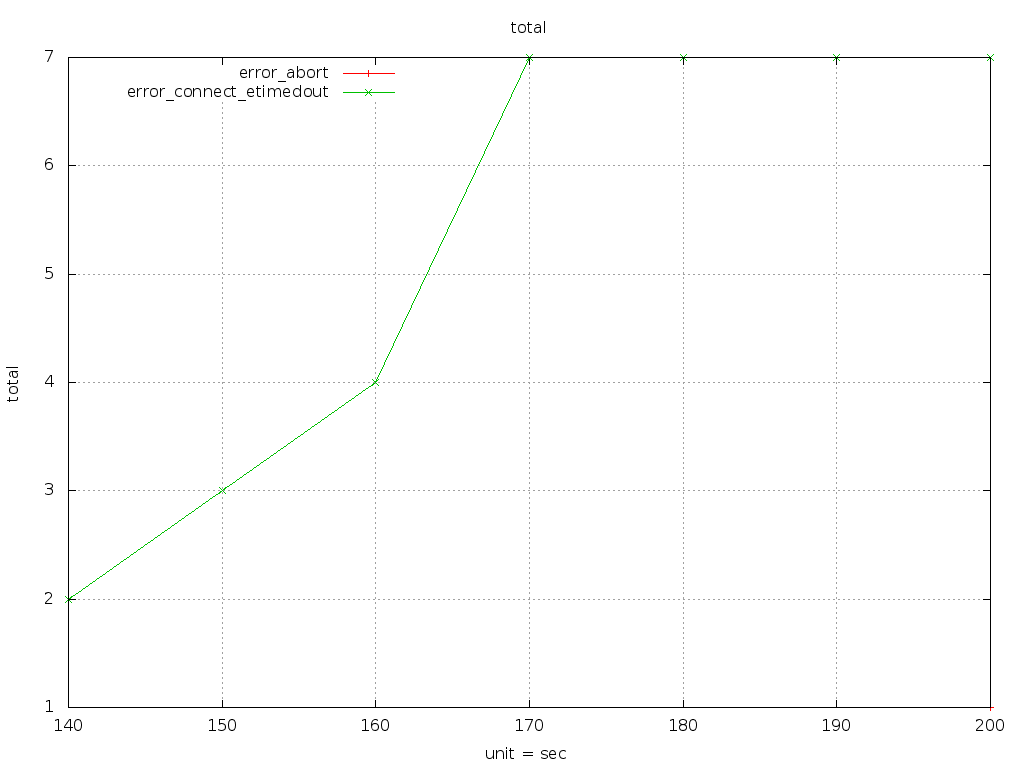 total
7
error_abort
error_connect_etimedout
6
5
4
total
3
2
1
140 150 160 170 180 190 200
unit = sec